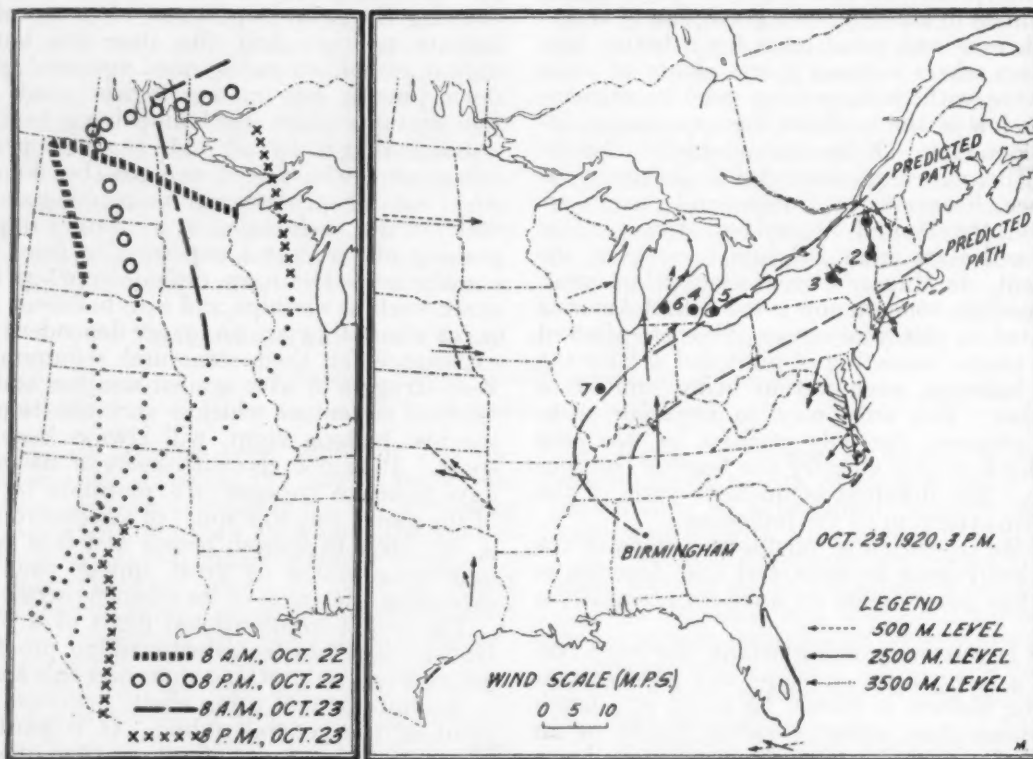 8 A.M., OCT. 22
8 P.M., OCT. 22
8 A.M., OCT. 23
8 P.M., OCT. 23
PREDICTED
PATH
PREDICTED
PATH
1
2
3
4
5
6
7
BIRMINGHAM
OCT. 23, 1920, 3 P.M.
LEGEND
500 M. LEVEL
2500 M. LEVEL
3500 M. LEVEL
WIND SCALE (M.P.S.)
0 5 10
M.